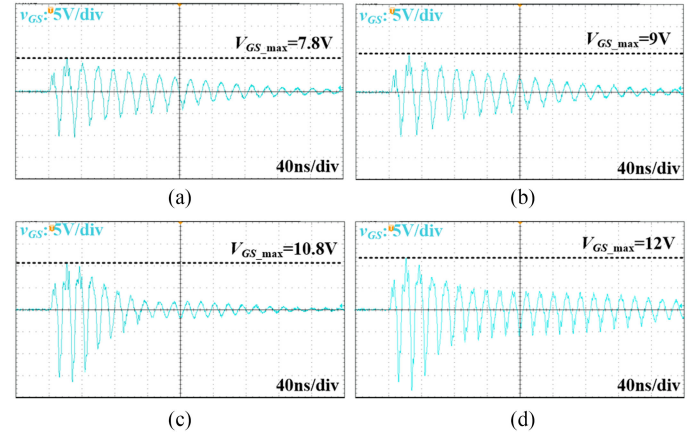 vGS: 5V/div
VGS_max=7.8V
40ns/div
(a)
vGS: 5V/div
VGS_max=9V
40ns/div
(b)
vGS: 5V/div
VGS_max=10.8V
40ns/div
(c)
vGS: 5V/div
VGS_max=12V
40ns/div
(d)